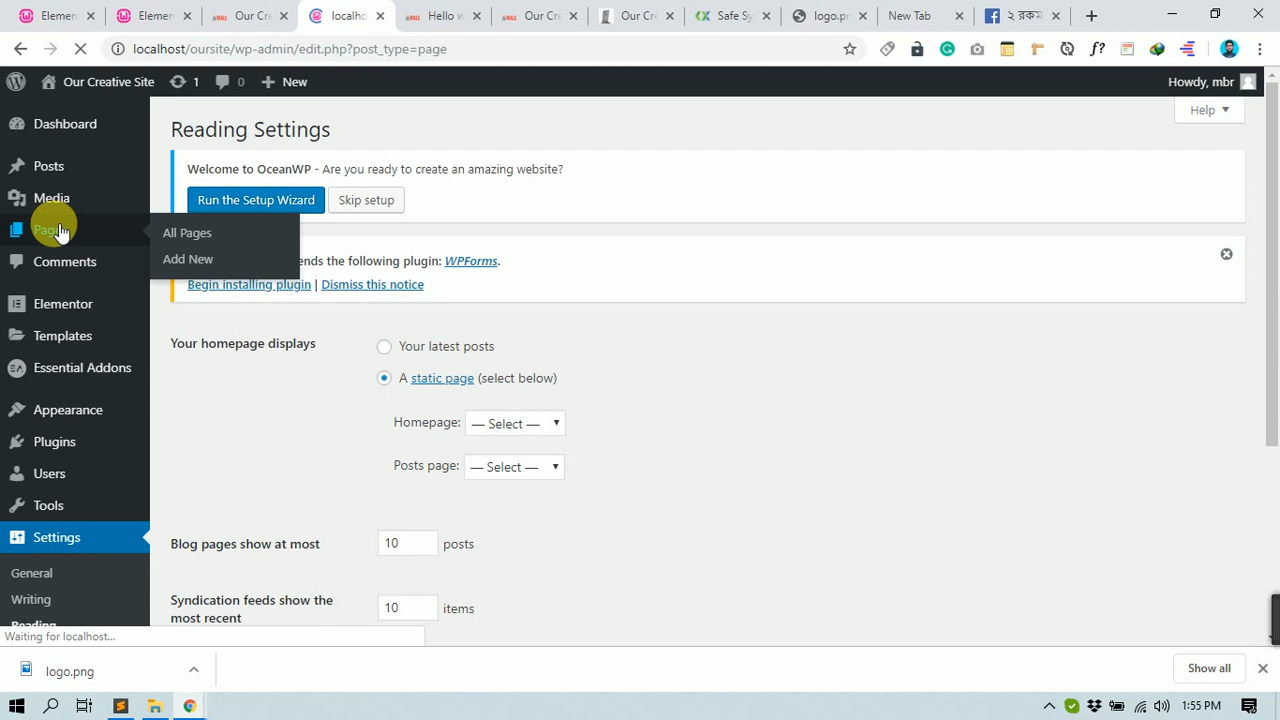 Elemen
Elemen
Our Cr
localho
Hello w
Our Cr
Our Cr
Safe Sy
logo.pn
New Tab
২ রকম
localhost/oursite/wp-admin/edit.php?post_type=page
Our Creative Site
1
0
New
Howdy, mbr
Dashboard
Posts
Media
Pages
Comments
Elementor
Templates
Essential Addons
Appearance
Plugins
Users
Tools
Settings
General
Writing
Reading
All Pages
Add New
Help
Reading Settings
Welcome to OceanWP - Are you ready to create an amazing website?
Run the Setup Wizard
Skip setup
ends the following plugin: WPForms.
Begin installing plugin | Dismiss this notice
Your homepage displays
Your latest posts
A static page (select below)
Homepage: — Select —
Posts page: — Select —
Blog pages show at most 10 posts
Syndication feeds show the
most recent
10 items
Waiting for localhost...
logo.png
Show all
1:55 PM